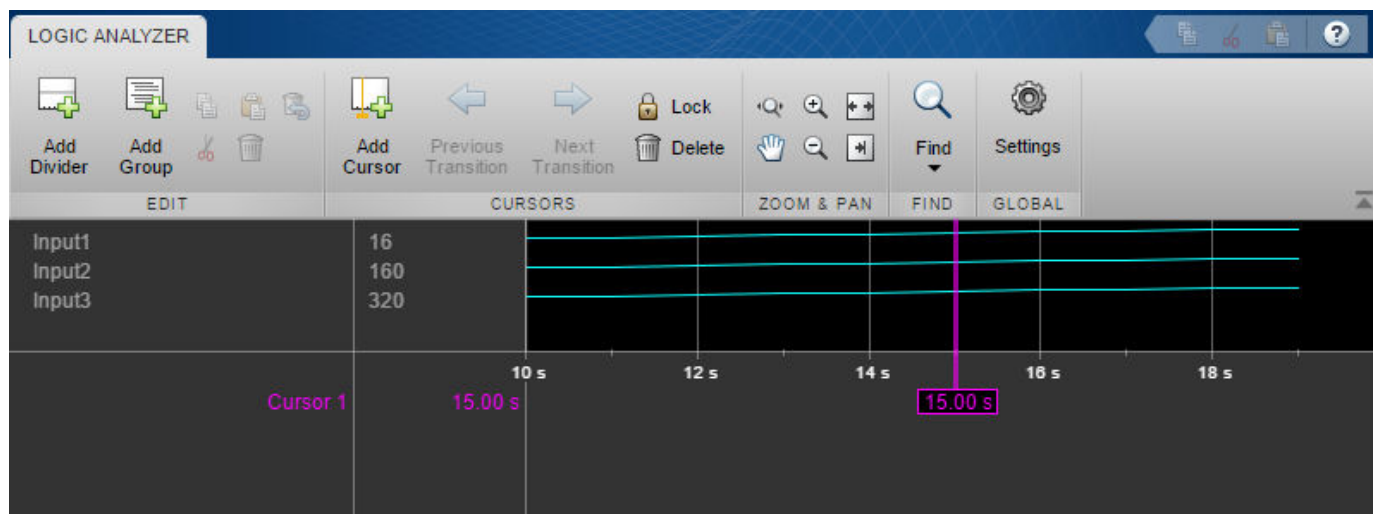 LOGIC ANALYZER
?
Add Divider
Add Group
Add Cursor
Previous Transition
Next Transition
Lock
Delete
Find
Settings
EDIT
CURSORS
ZOOM & PAN
FIND
GLOBAL
Input1 16
Input2 160
Input3 320
10 s 12 s 14 s 16 s 18 s
Cursor 1 15.00 s 15.00 s